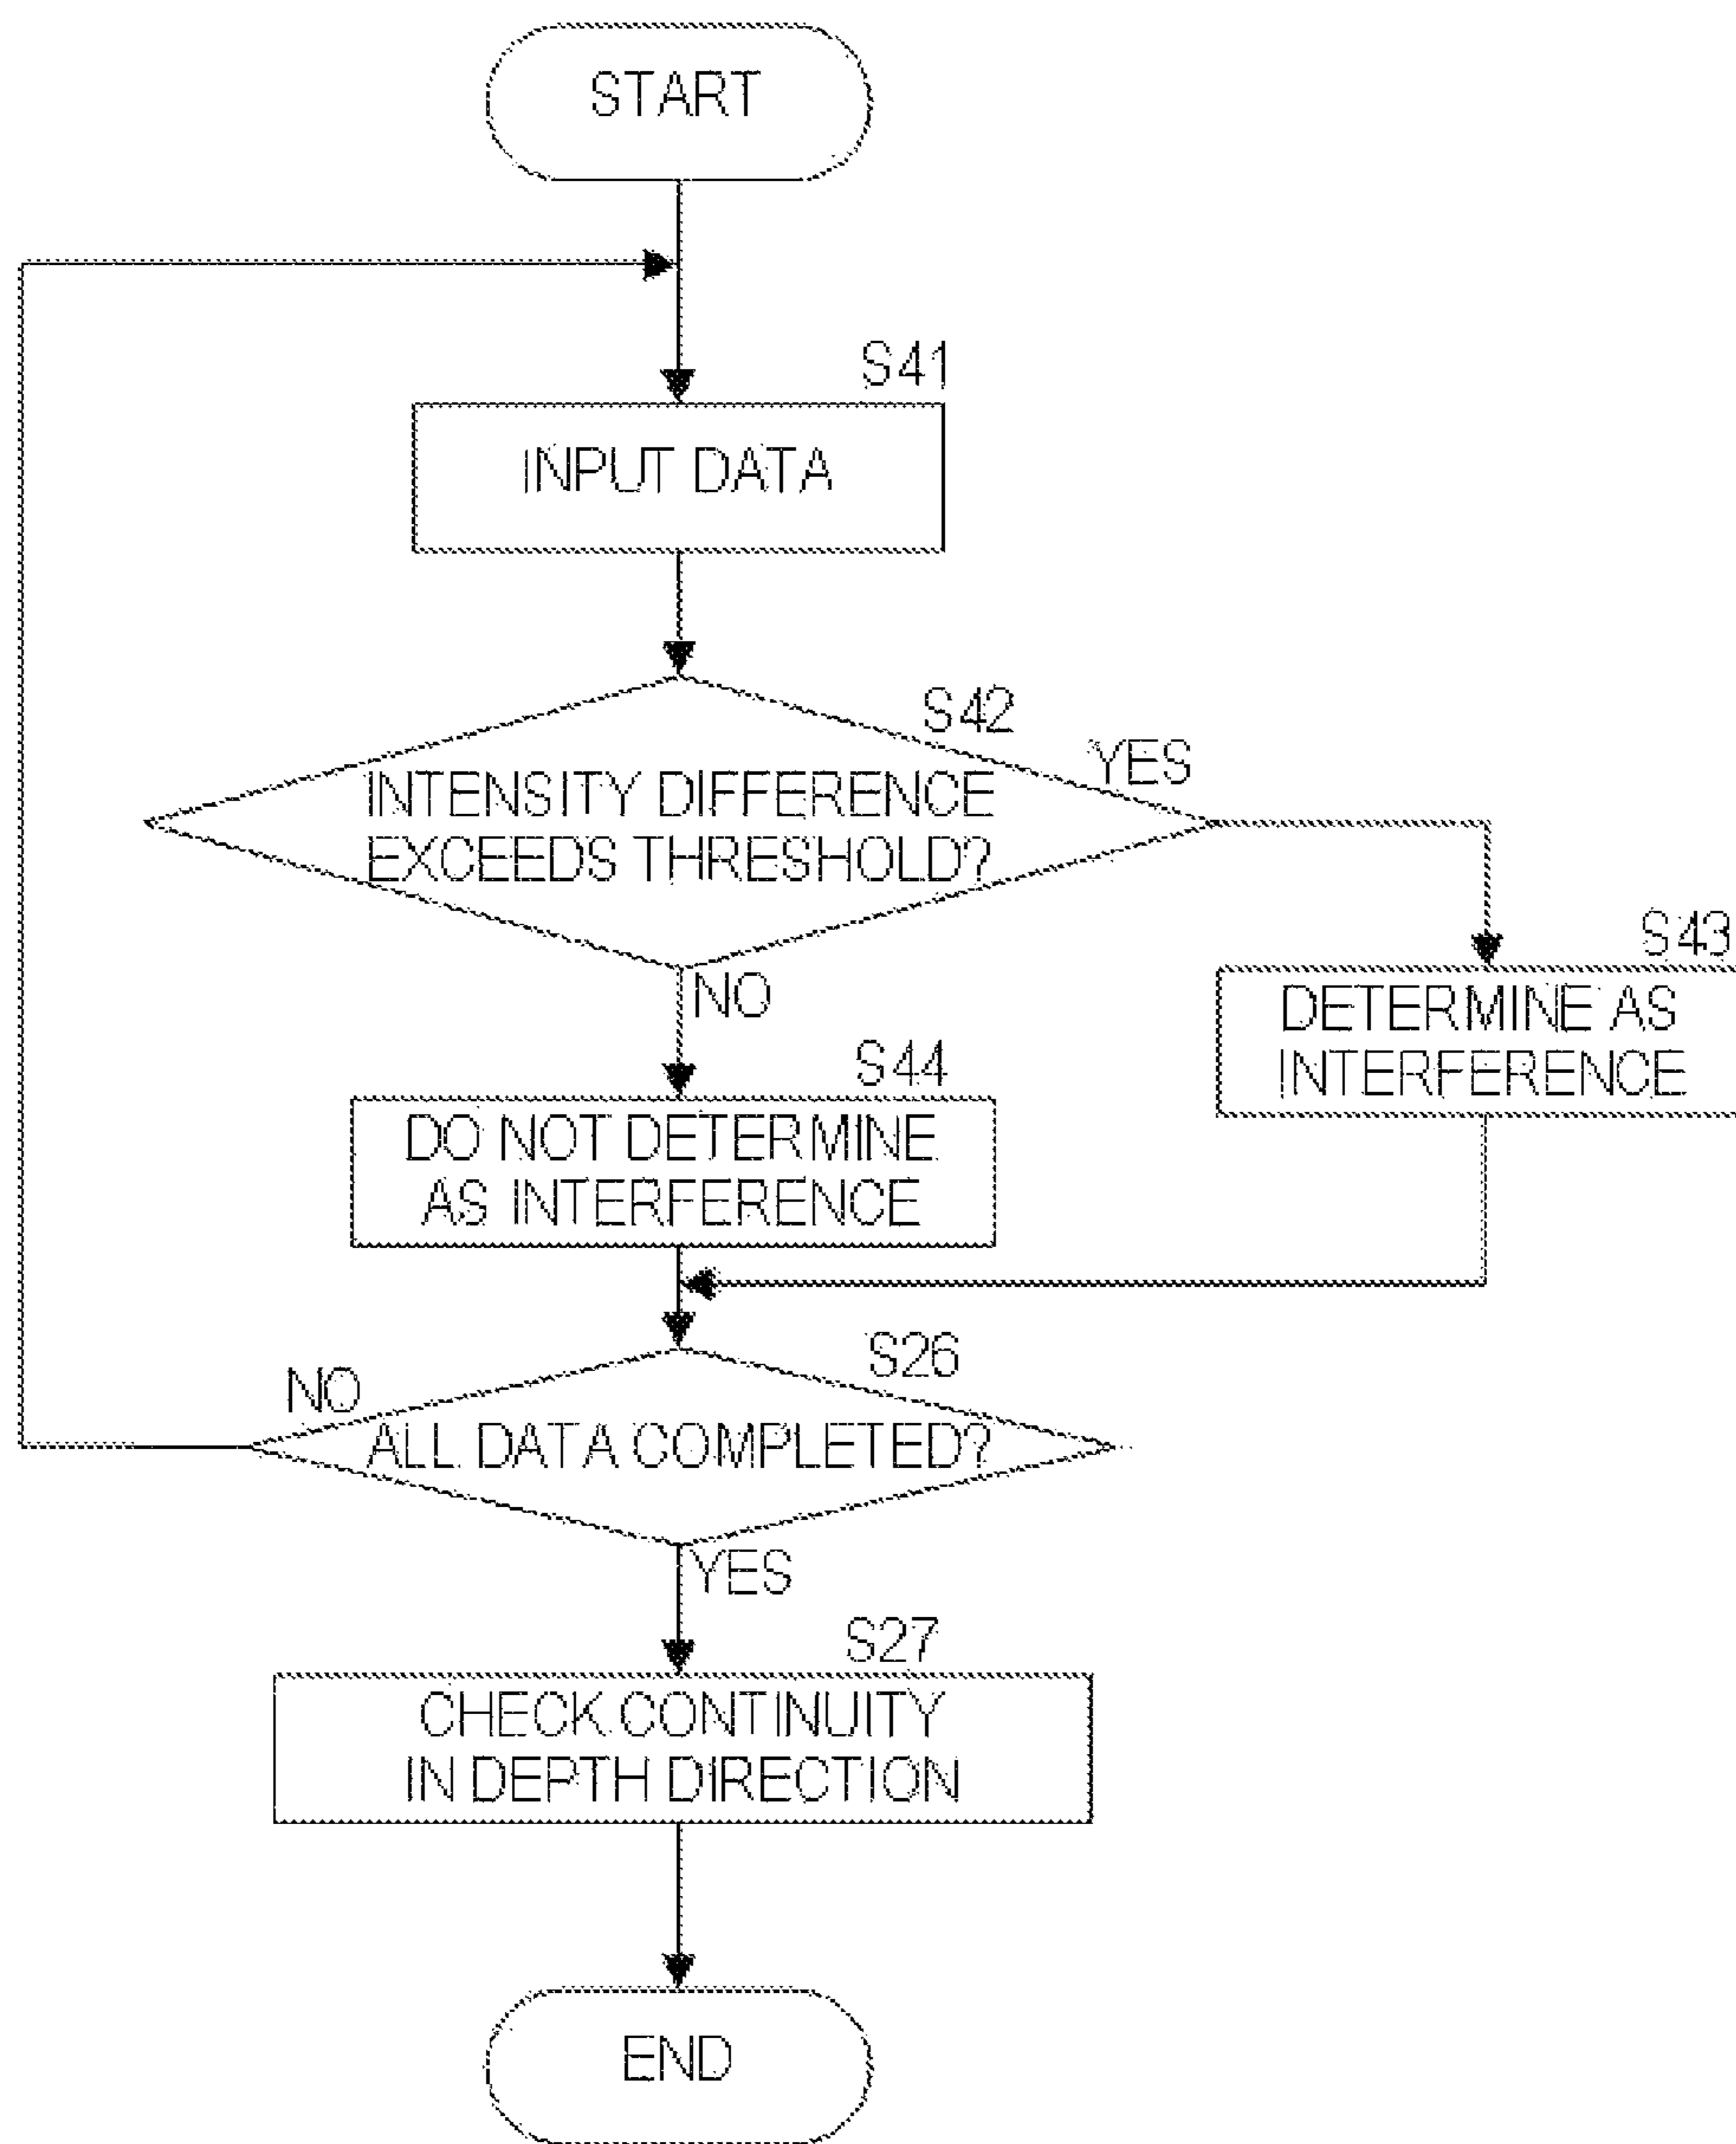 START
S41
INPUT DATA
S42
YES
INTENSITY DIFFERENCE
EXCEEDS THRESHOLD?
NO
S43
DETERMINE AS
INTERFERENCE
S44
DO NOT DETERMINE
AS INTERFERENCE
S26
NO
ALL DATA COMPLETED?
YES
S27
CHECK CONTINUITY
IN DEPTH DIRECTION
END